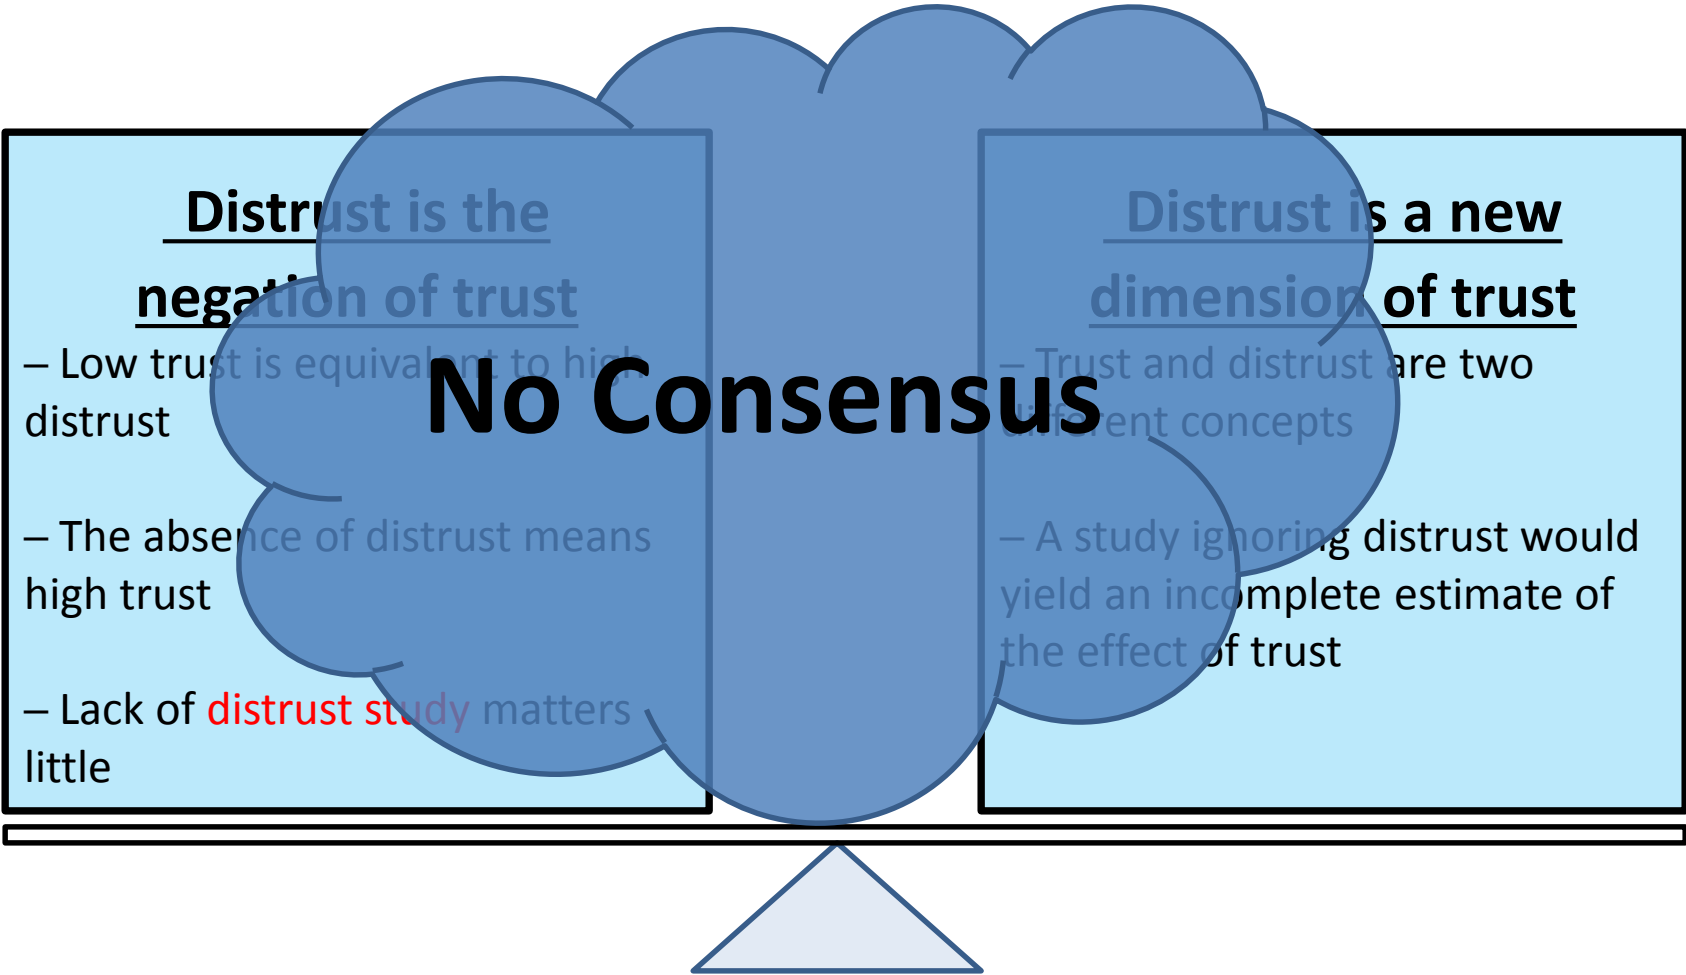 Distrust is the
negation of trust
– Low trust is equivalent to high
distrust
– The absence of distrust means
high trust
– Lack of distrust study matters
little
No Consensus
Distrust is a new
dimension of trust
– Trust and distrust are two
different concepts
– A study ignoring distrust would
yield an incomplete estimate of
the effect of trust